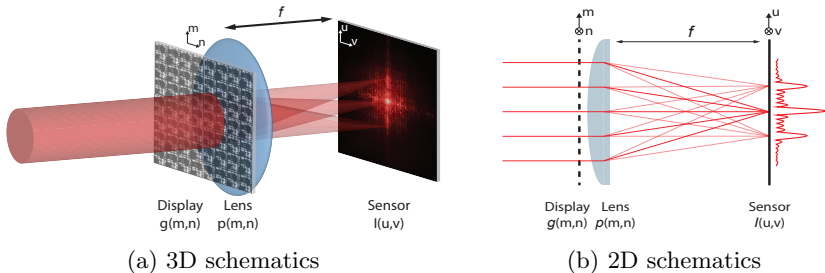 f
m
n
u
v
Display
g(m,n)
Lens
p(m,n)
Sensor
I(u,v)
(a) 3D schematics
m
n
f
u
v
Display
g(m,n)
Lens
p(m,n)
Sensor
I(u,v)
(b) 2D schematics